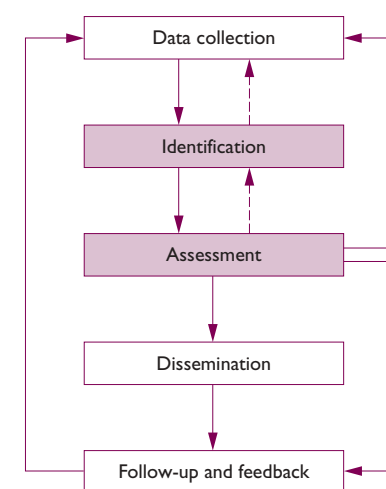 Data collection
Identification
Assessment
Dissemination
Follow-up and feedback